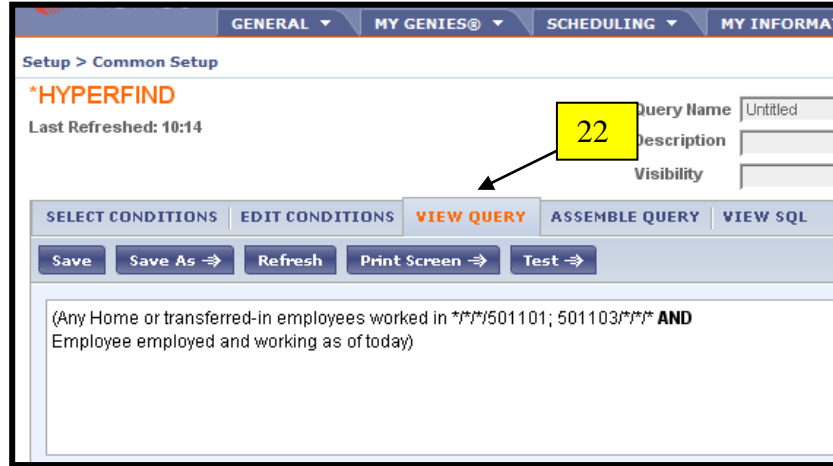 GENERAL MY GENIES® SCHEDULING MY INFORMA
Setup > Common Setup
*HYPERFIND
Last Refreshed: 10:14
Query Name Untitled
22
Description
Visibility
SELECT CONDITIONS EDIT CONDITIONS VIEW QUERY ASSEMBLE QUERY VIEW SQL
Save Save As Refresh Print Screen Test
(Any Home or transferred-in employees worked in */*/*/501101; 501103/*/*/* AND
Employee employed and working as of today)